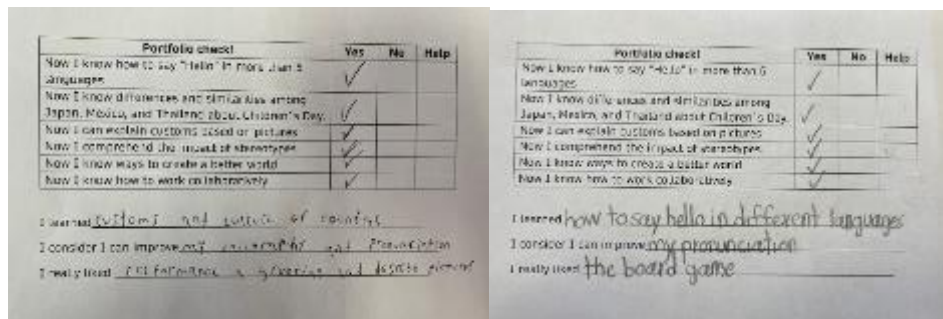 Portfolio check! Yes No Help
Now I know how to say "Hello" in more than 5
languages
Now I know differences and similarities among
Japan, Mexico, and Thailand about Children's Day.
Now I can explain customs based on pictures
Now I comprehend the impact of stereotypes
Now I know ways to create a better world
Now I know how to work collaboratively
I learned customs and culture of
I consider I can improve my and
I really liked performance a greeting and describe pictures
Portfolio check! Yes No Help
Now I know how to say "Hello" in more than 5
languages
Now I know differences and similarities among
Japan, Mexico, and Thailand about Children's Day.
Now I can explain customs based on pictures
Now I comprehend the impact of stereotypes
Now I know ways to create a better world
Now I know how to work collaboratively
I learned how to say hello in different languages
I consider I can improve my pronunciation
I really liked the board game